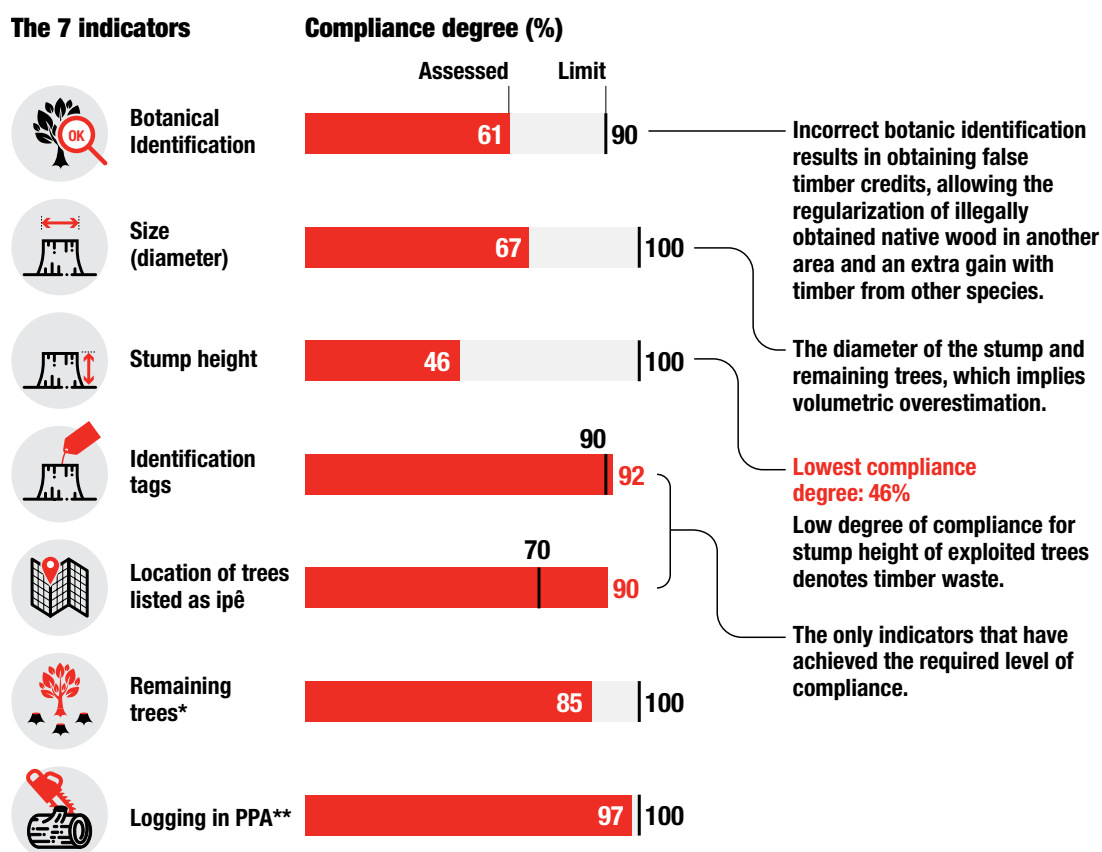 The 7 indicators
Compliance degree (%)
Assessed
Limit
OK
Botanical
Identification
61
90
Incorrect botanic identification
results in obtaining false
timber credits, allowing the
regularization of illegally
obtained native wood in another
area and an extra gain with
timber from other species.
Size
(diameter)
67
100
The diameter of the stump and
remaining trees, which implies
volumetric overestimation.
Stump height
46
100
Lowest compliance
degree: 46%
Low degree of compliance for
stump height of exploited trees
denotes timber waste.
Identification
tags
90
92
Location of trees
listed as ipê
70
90
The only indicators that have
achieved the required level of
compliance.
Remaining
trees*
85
100
Logging in PPA**
97
100